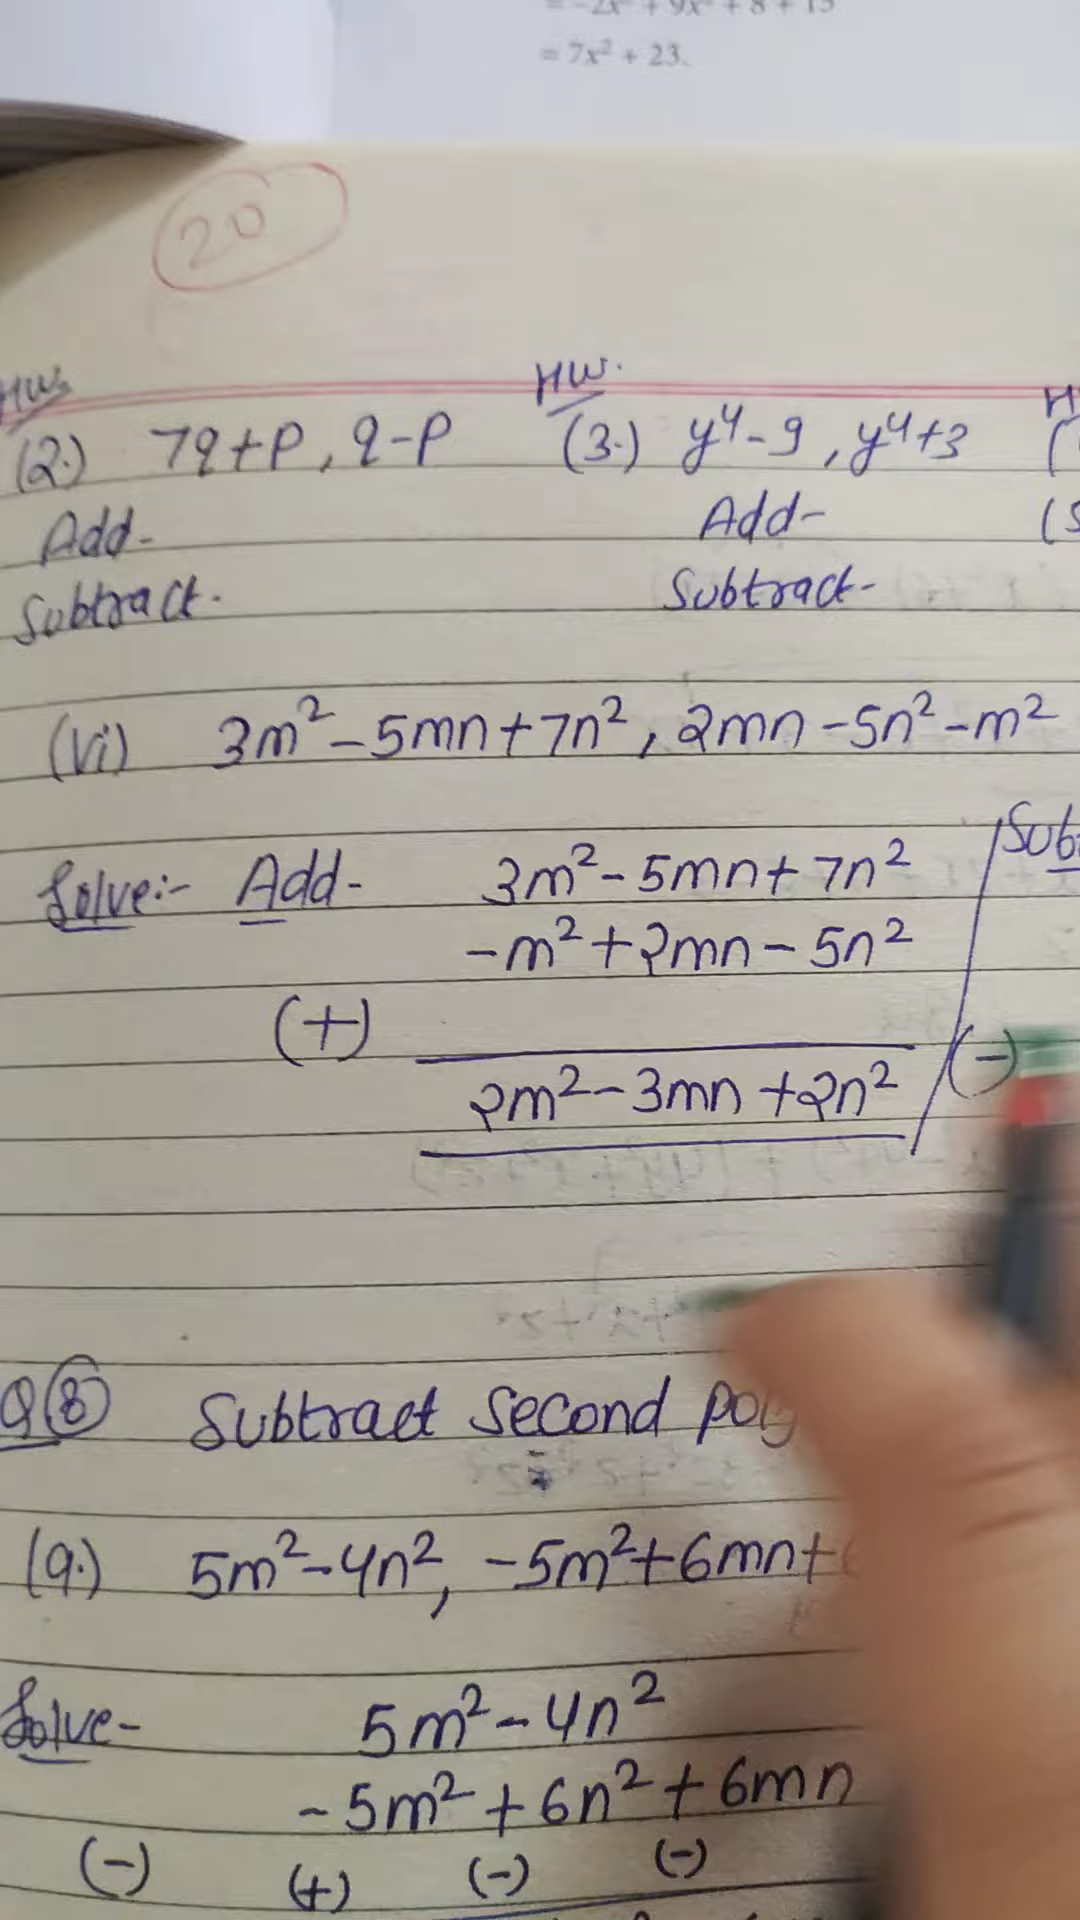 = 7x² + 23.
20
HW HW.
(2.) 7q+p, q-p (3.) y⁴-9, y⁴+3
Add- Add-
Subtract. Subtract-
(vi) 3m²-5mn+7n², 2mn-5n²-m²
Solve:- Add- 3m²-5mn+7n²
-m²+2mn-5n²
(+) (-)
2m²-3mn+2n²
Q8 Subtract second
(9.) 5m²-4n², -5m²+6mn+
Solve- 5m²-4n²
-5m²+6n²+6mn
(-) (+) (-) (-)